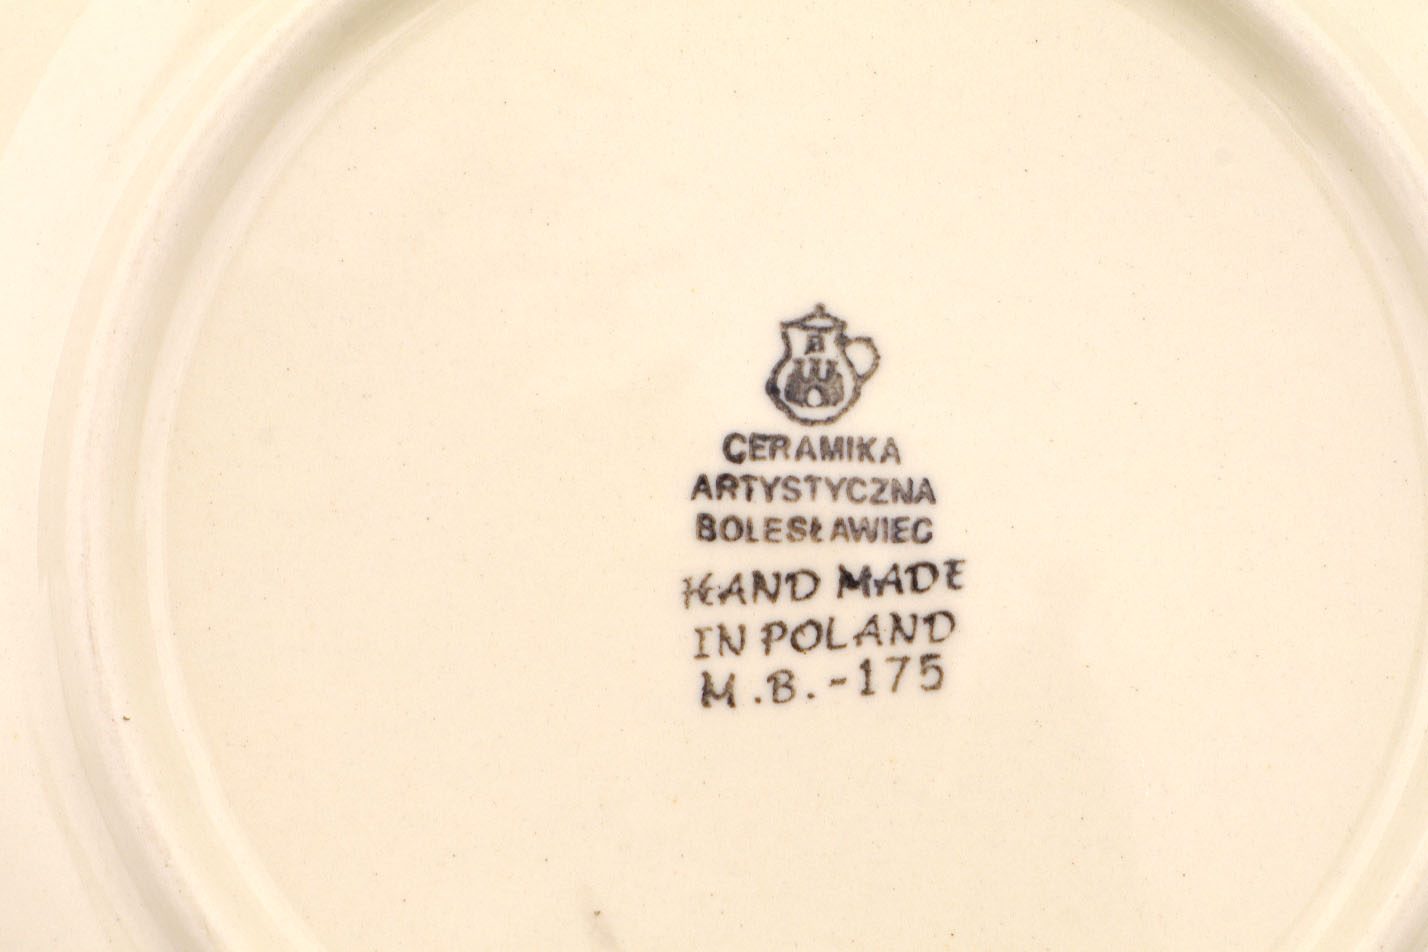 B
CERAMIKA
ARTYSTYCZNA
BOLESŁAWIEC
HAND MADE
IN POLAND
M.B.-175